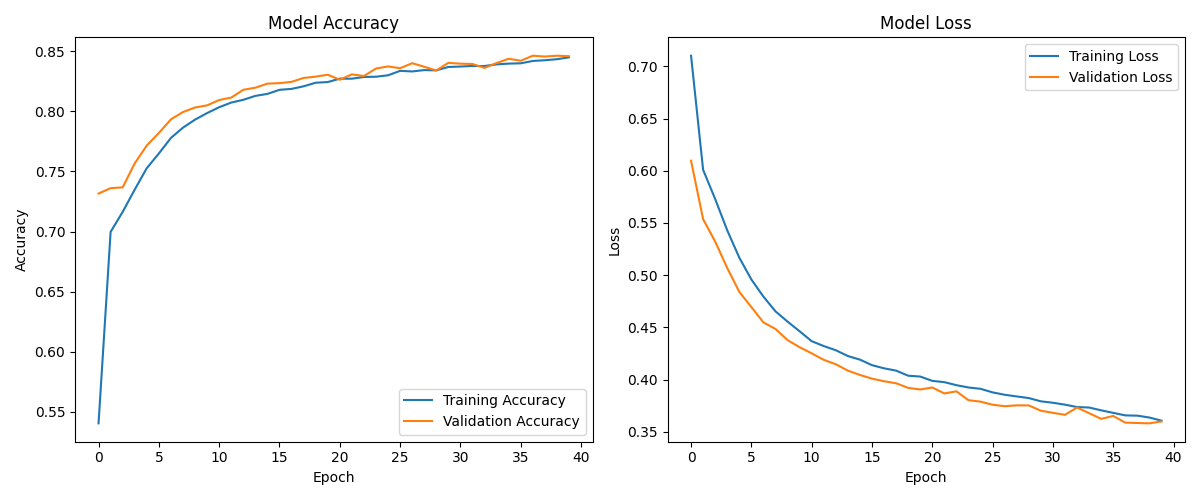 Model Accuracy
Accuracy
0.85
0.80
0.75
0.70
0.65
0.60
0.55
0 5 10 15 20 25 30 35 40
Epoch
Training Accuracy
Validation Accuracy
Model Loss
Loss
0.70
0.65
0.60
0.55
0.50
0.45
0.40
0.35
0 5 10 15 20 25 30 35 40
Epoch
Training Loss
Validation Loss